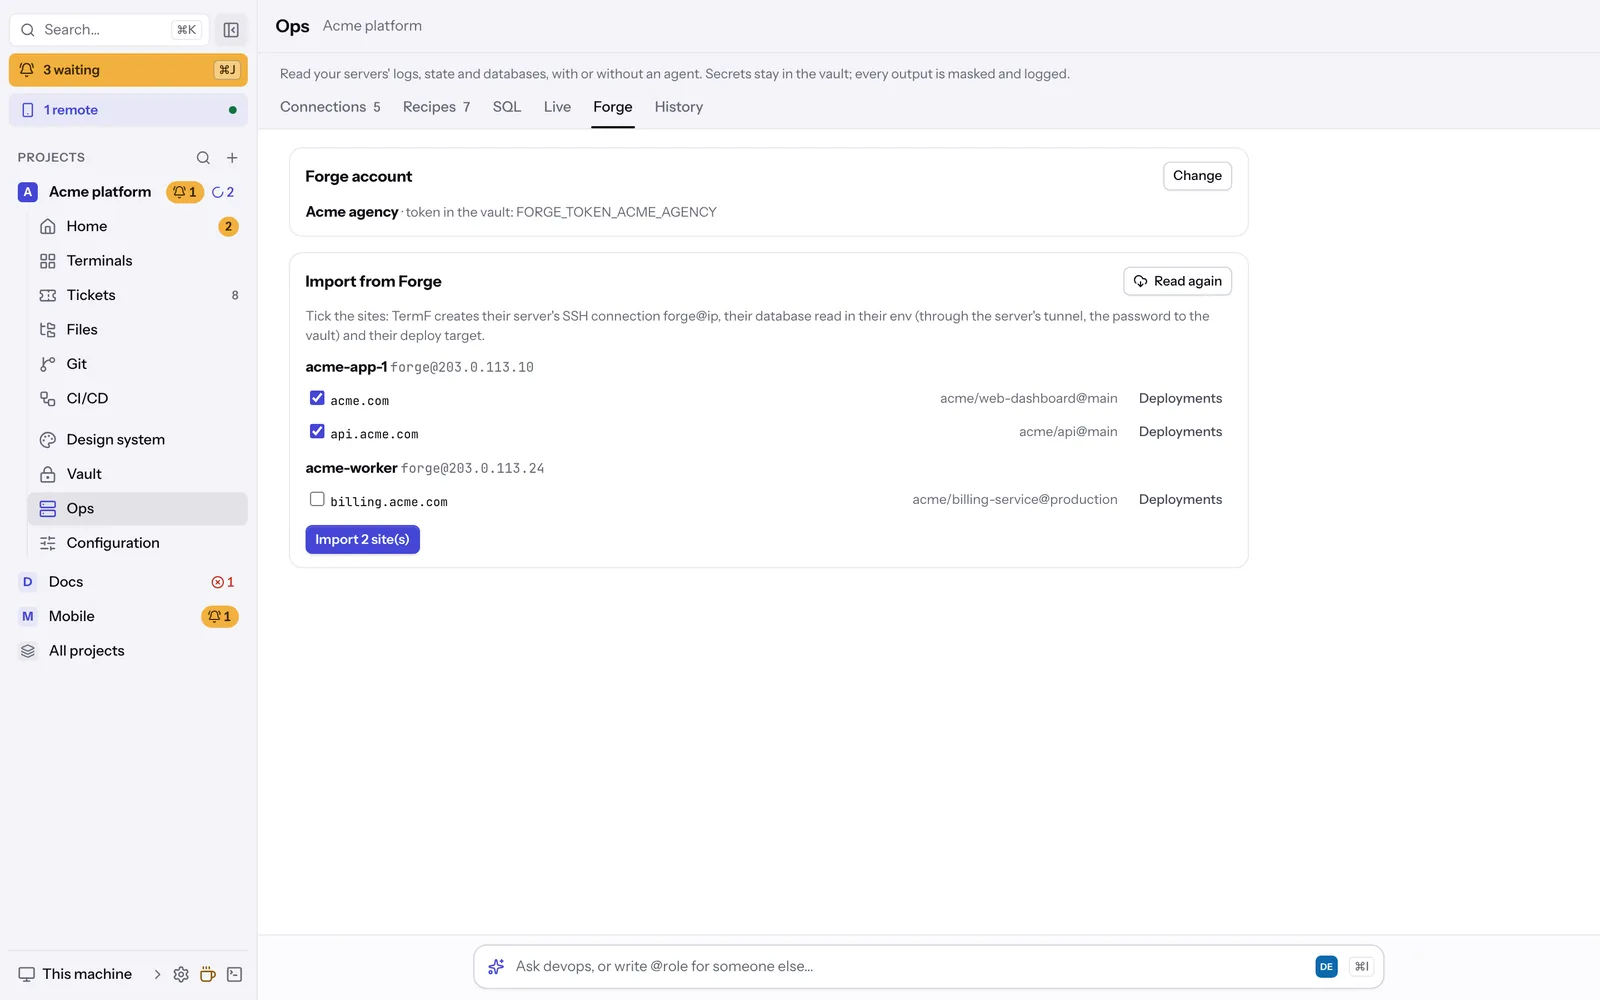 Search...
⌘K
3 waiting
⌘J
1 remote
PROJECTS
A
Acme platform
1
2
Home
2
Terminals
Tickets
8
Files
Git
CI/CD
Design system
Vault
Ops
Configuration
D
Docs
1
M
Mobile
1
All projects
This machine
Ops
Acme platform
Read your servers' logs, state and databases, with or without an agent. Secrets stay in the vault; every output is masked and logged.
Connections 5
Recipes 7
SQL
Live
Forge
History
Forge account
Change
Acme agency · token in the vault: FORGE_TOKEN_ACME_AGENCY
Import from Forge
Read again
Tick the sites: TermF creates their server's SSH connection forge@ip, their database read in their env (through the server's tunnel, the password to the
vault) and their deploy target.
acme-app-1 forge@203.0.113.10
acme.com
acme/web-dashboard@main
Deployments
api.acme.com
acme/api@main
Deployments
acme-worker forge@203.0.113.24
billing.acme.com
acme/billing-service@production
Deployments
Import 2 site(s)
Ask devops, or write @role for someone else...
DE
⌘I